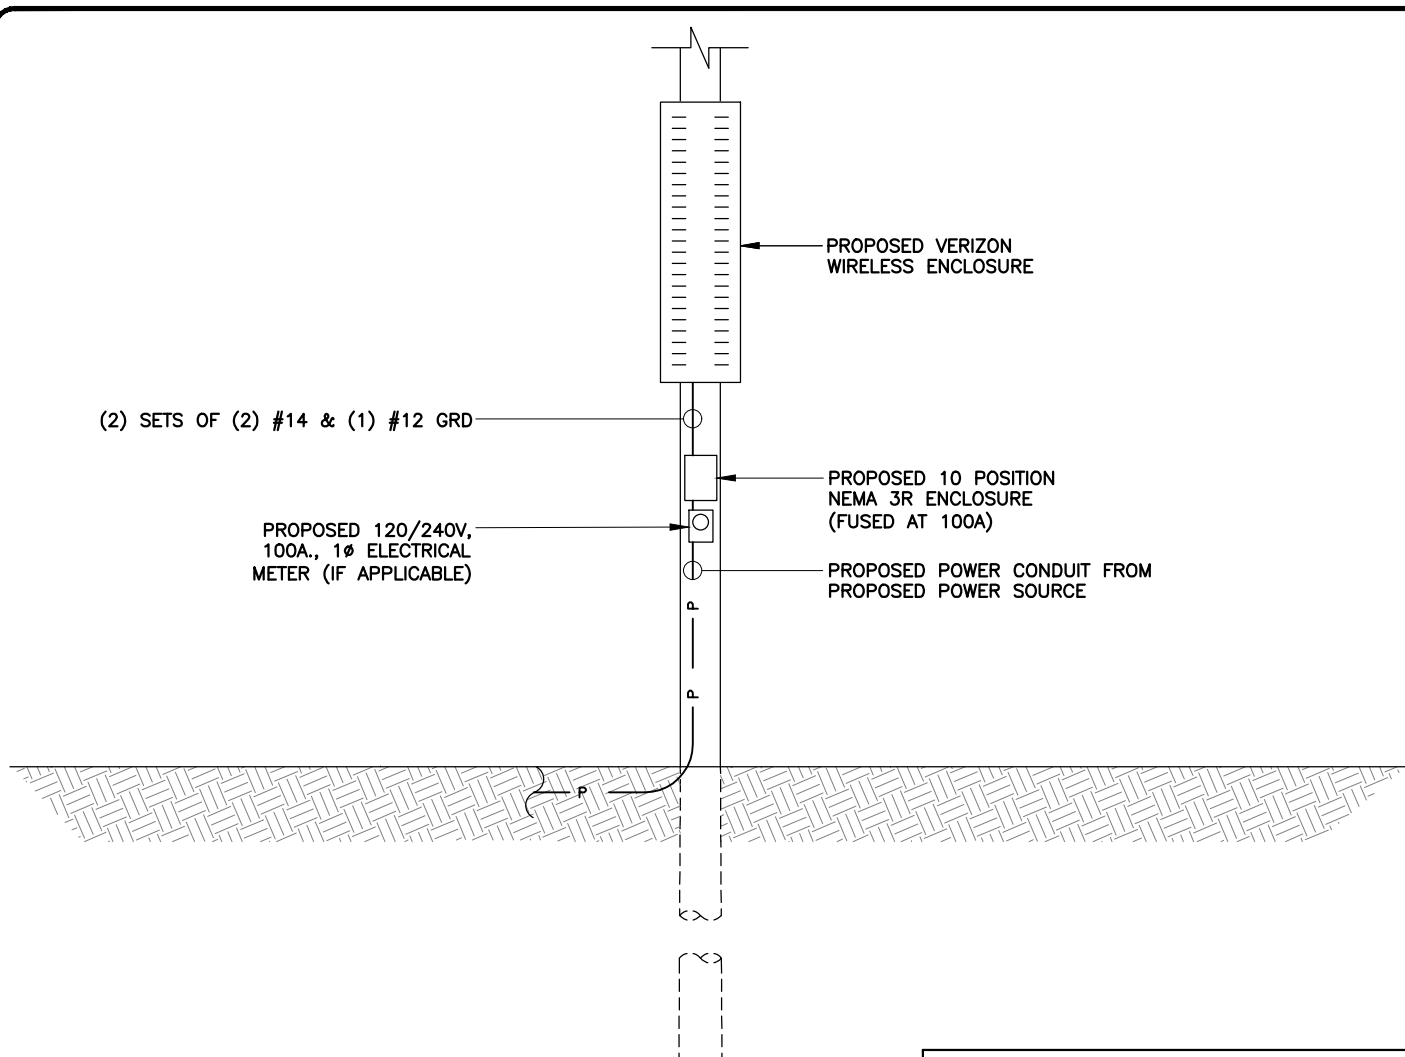 PROPOSED VERIZON
WIRELESS ENCLOSURE
(2) SETS OF (2) #14 & (1) #12 GRD
PROPOSED 10 POSITION
NEMA 3R ENCLOSURE
(FUSED AT 100A)
PROPOSED 120/240V,
100A., 1ø ELECTRICAL
METER (IF APPLICABLE)
PROPOSED POWER CONDUIT FROM
PROPOSED POWER SOURCE
P
P
P